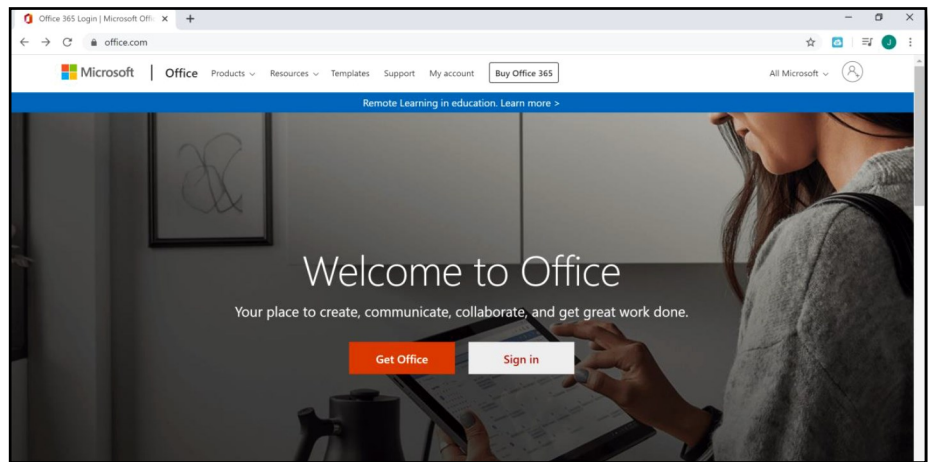 Office 365 Login | Microsoft Offi
office.com
J
Microsoft | Office Products Resources Templates Support My account Buy Office 365 All Microsoft
Remote Learning in education. Learn more >
Welcome to Office
Your place to create, communicate, collaborate, and get great work done.
Get Office Sign in